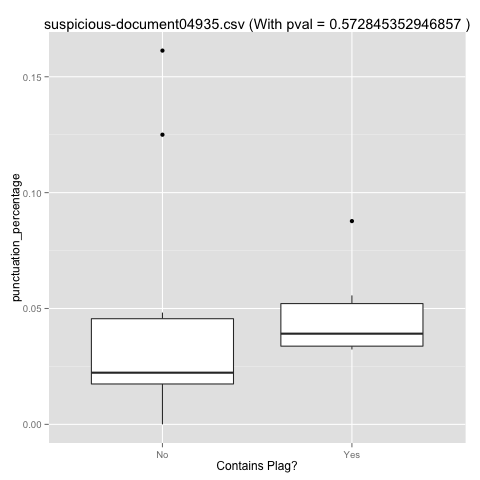 suspicious-document04935.csv (With pval = 0.572845352946857 )
0.15
0.10
0.05
0.00
punctuation_percentage
No
Yes
Contains Plag?